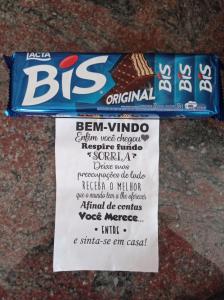 LACTA
BIS
ORIGINAL
BIS BIS BIS
BEM-VINDO
Enfim você chegou
Respire fundo
SORRIA
Deixe suas
preocupações de lado
RECEBA O MELHOR
que o mundo tem a lhe oferecer
Afinal de contas
Você Merece...
• ENTRE •
e sinta-se em casa!